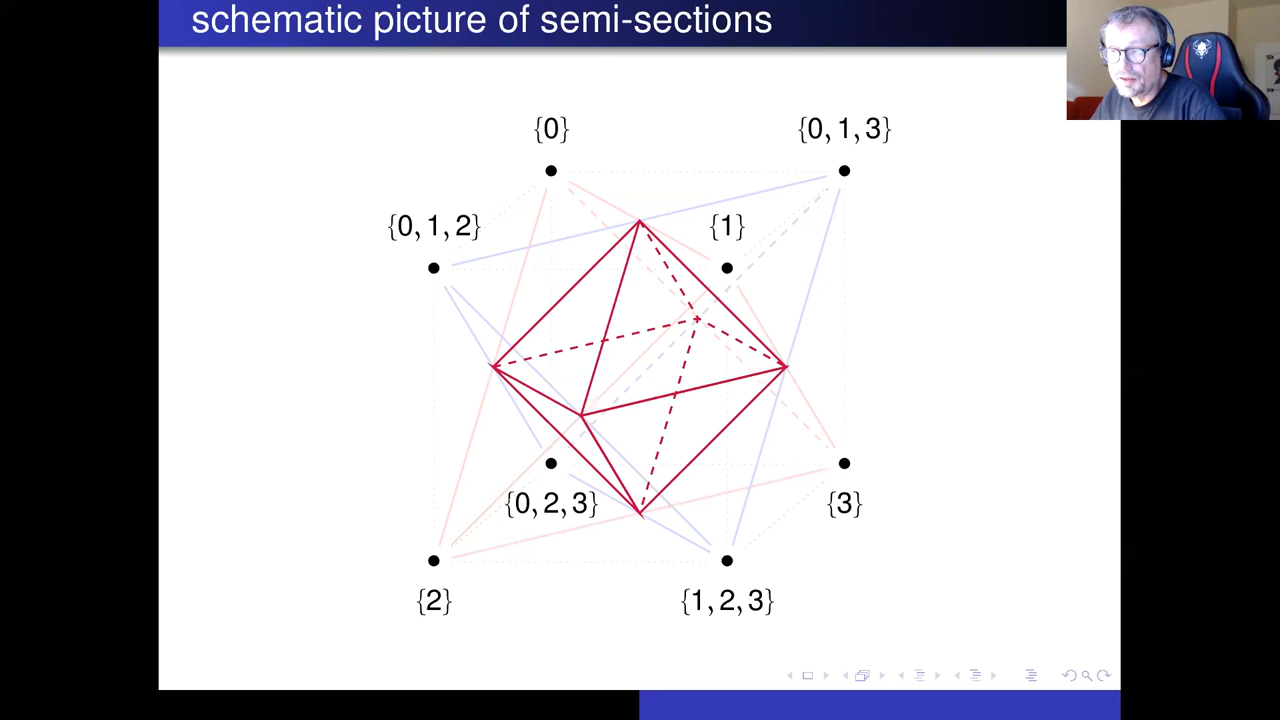 schematic picture of semi-sections
{0}
{0, 1, 3}
{0, 1, 2}
{1}
{0, 2, 3}
{3}
{2}
{1, 2, 3}